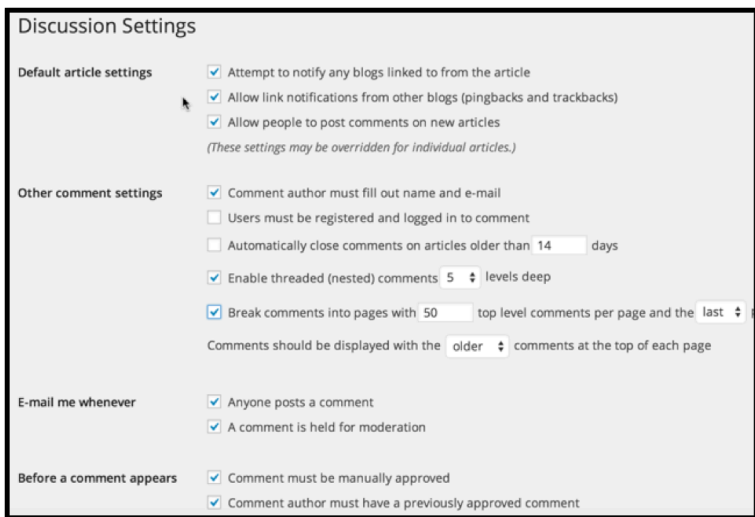 Discussion Settings
Default article settings
Attempt to notify any blogs linked to from the article
Allow link notifications from other blogs (pingbacks and trackbacks)
Allow people to post comments on new articles
(These settings may be overridden for individual articles.)
Other comment settings
Comment author must fill out name and e-mail
Users must be registered and logged in to comment
Automatically close comments on articles older than 14 days
Enable threaded (nested) comments 5 levels deep
Break comments into pages with 50 top level comments per page and the last
Comments should be displayed with the older comments at the top of each page
E-mail me whenever
Anyone posts a comment
A comment is held for moderation
Before a comment appears
Comment must be manually approved
Comment author must have a previously approved comment